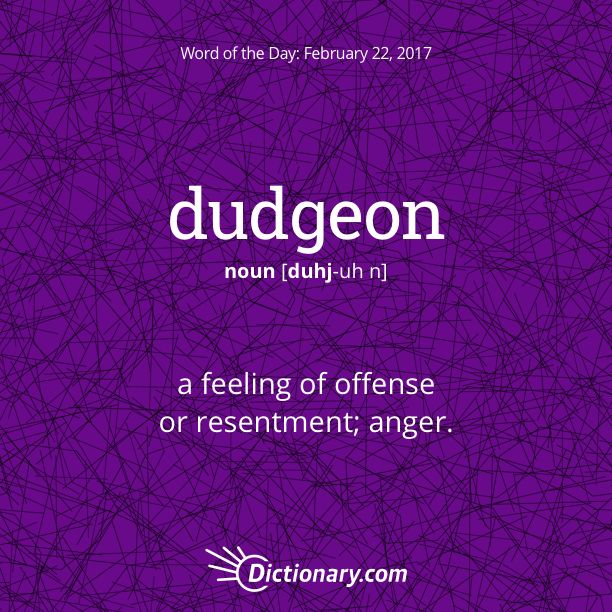 Word of the Day: February 22, 2017
dudgeon
noun [duhj-uh n]
a feeling of offense
or resentment; anger.
Dictionary.com